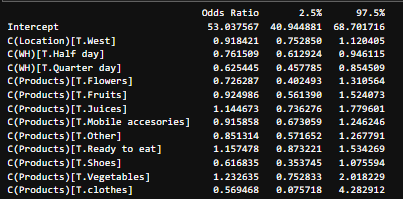 Odds Ratio 2.5% 97.5%
Intercept 53.037567 40.944881 68.701716
C(Location)[T.West] 0.918421 0.752850 1.120405
C(WH)[T.Half day] 0.761509 0.612924 0.946115
C(WH)[T.Quarter day] 0.625445 0.457785 0.854509
C(Products)[T.Flowers] 0.726287 0.402493 1.310564
C(Products)[T.Fruits] 0.924986 0.561390 1.524073
C(Products)[T.Juices] 1.144673 0.736276 1.779601
C(Products)[T.Mobile accesories] 0.915858 0.673059 1.246246
C(Products)[T.Other] 0.851314 0.571652 1.267791
C(Products)[T.Ready to eat] 1.157478 0.873221 1.534269
C(Products)[T.Shoes] 0.616835 0.353745 1.075594
C(Products)[T.Vegetables] 1.232635 0.752833 2.018229
C(Products)[T.clothes] 0.569468 0.075718 4.282912